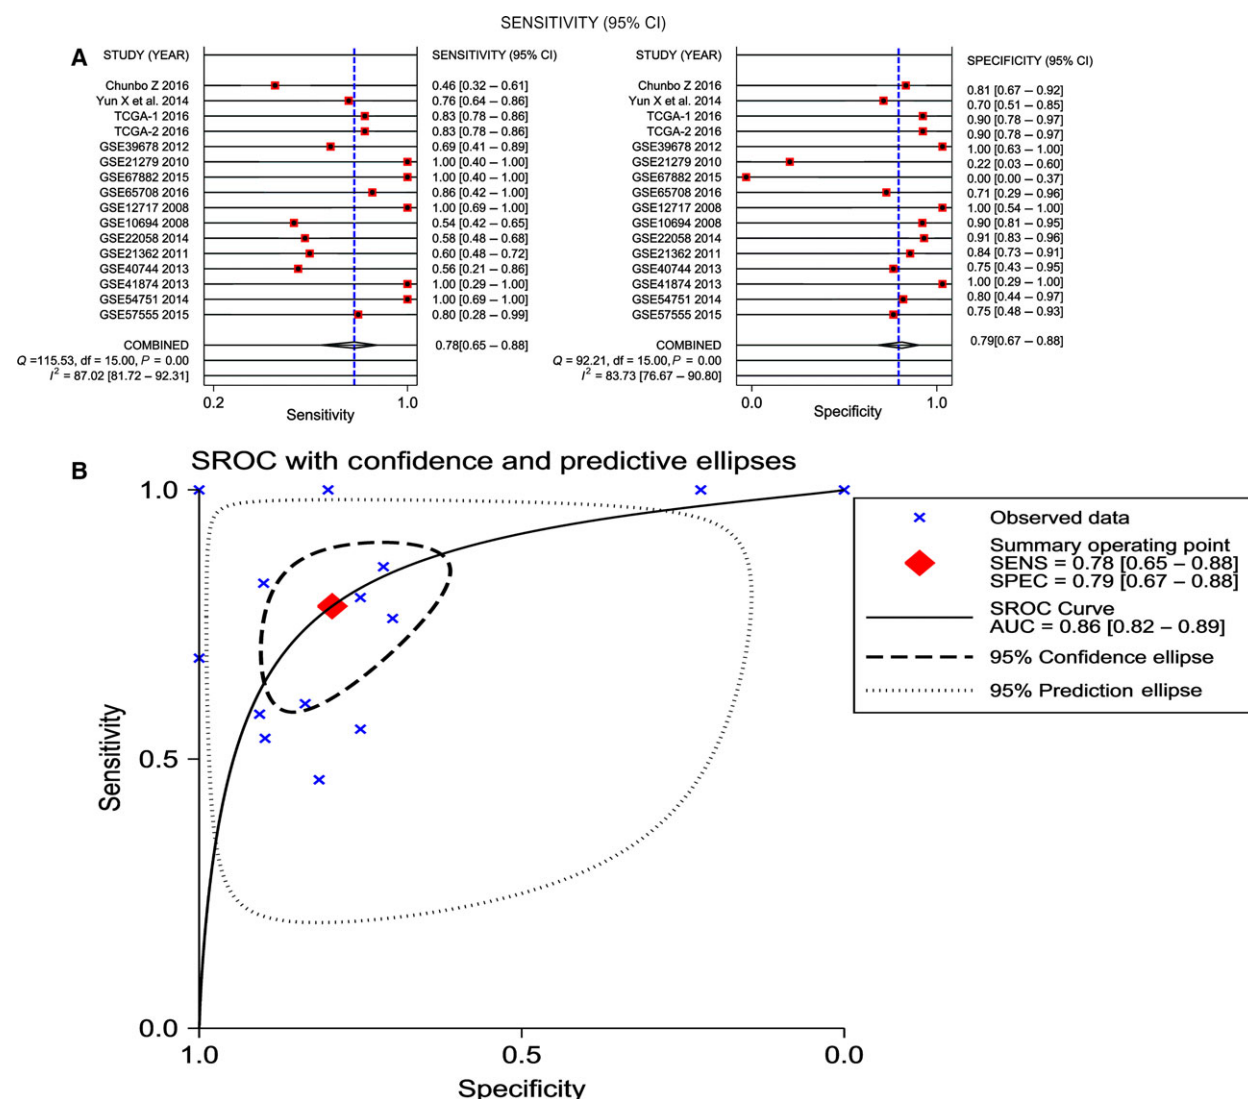 SENSITIVITY (95% CI)
A
STUDY (YEAR) SENSITIVITY (95% CI)
Chunbo Z 2016 0.46 [0.32 – 0.61]
Yun X et al. 2014 0.76 [0.64 – 0.86]
TCGA-1 2016 0.83 [0.78 – 0.86]
TCGA-2 2016 0.83 [0.78 – 0.86]
GSE39678 2012 0.69 [0.41 – 0.89]
GSE21279 2010 1.00 [0.40 – 1.00]
GSE67882 2015 1.00 [0.40 – 1.00]
GSE65708 2016 0.86 [0.42 – 1.00]
GSE12717 2008 1.00 [0.69 – 1.00]
GSE10694 2008 0.54 [0.42 – 0.65]
GSE22058 2014 0.58 [0.48 – 0.68]
GSE21362 2011 0.60 [0.48 – 0.72]
GSE40744 2013 0.56 [0.21 – 0.86]
GSE41874 2013 1.00 [0.29 – 1.00]
GSE54751 2014 1.00 [0.69 – 1.00]
GSE57555 2015 0.80 [0.28 – 0.99]
COMBINED 0.78[0.65 – 0.88]
Q =115.53, df = 15.00, P = 0.00
I² = 87.02 [81.72 – 92.31]
0.2 1.0
Sensitivity
STUDY (YEAR) SPECIFICITY (95% CI)
Chunbo Z 2016 0.81 [0.67 – 0.92]
Yun X et al. 2014 0.70 [0.51 – 0.85]
TCGA-1 2016 0.90 [0.78 – 0.97]
TCGA-2 2016 0.90 [0.78 – 0.97]
GSE39678 2012 1.00 [0.63 – 1.00]
GSE21279 2010 0.22 [0.03 – 0.60]
GSE67882 2015 0.00 [0.00 – 0.37]
GSE65708 2016 0.71 [0.29 – 0.96]
GSE12717 2008 1.00 [0.54 – 1.00]
GSE10694 2008 0.90 [0.81 – 0.95]
GSE22058 2014 0.91 [0.83 – 0.96]
GSE21362 2011 0.84 [0.73 – 0.91]
GSE40744 2013 0.75 [0.43 – 0.95]
GSE41874 2013 1.00 [0.29 – 1.00]
GSE54751 2014 0.80 [0.44 – 0.97]
GSE57555 2015 0.75 [0.48 – 0.93]
COMBINED 0.79[0.67 – 0.88]
Q = 92.21, df = 15.00, P = 0.00
I² = 83.73 [76.67 – 90.80]
0.0 1.0
Specificity
B
SROC with confidence and predictive ellipses
1.0
0.5
0.0
Sensitivity
1.0 0.5 0.0
Specificity
Observed data
Summary operating point
SENS = 0.78 [0.65 – 0.88]
SPEC = 0.79 [0.67 – 0.88]
SROC Curve
AUC = 0.86 [0.82 – 0.89]
95% Confidence ellipse
95% Prediction ellipse